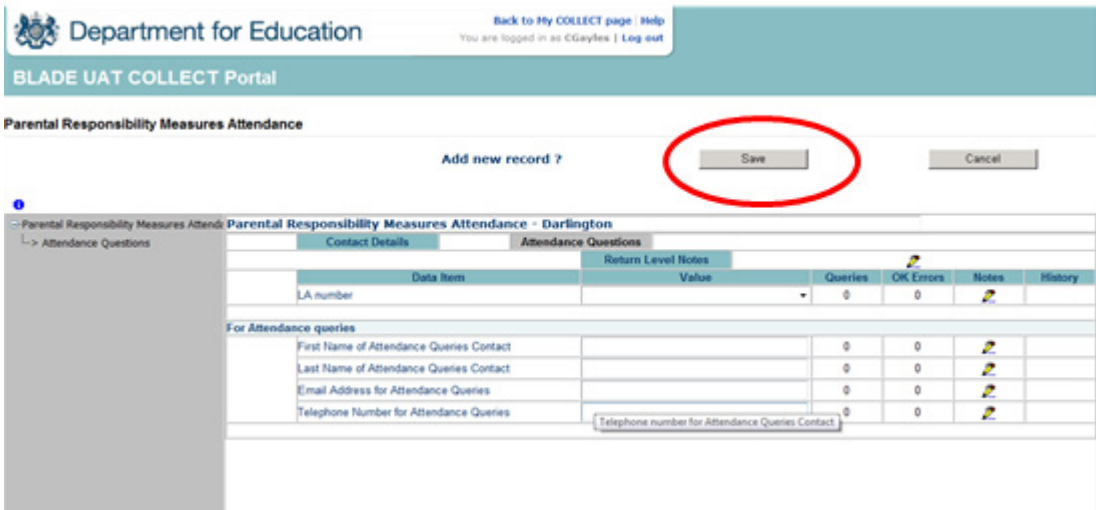 Department for Education
Back to My COLLECT page | Help
You are logged in as CGayles | Log out
BLADE UAT COLLECT Portal
Parental Responsibility Measures Attendance
Add new record ? Save Cancel
Parental Responsibility Measures Attend Parental Responsibility Measures Attendance - Darlington
--> Attendance Questions Contact Details Attendance Questions
Return Level Notes
Data Item Value Queries OK Errors Notes History
LA number 0 0
For Attendance queries
First Name of Attendance Queries Contact 0 0
Last Name of Attendance Queries Contact 0 0
Email Address for Attendance Queries 0 0
Telephone Number for Attendance Queries 0 0
Telephone number for Attendance Queries Contact